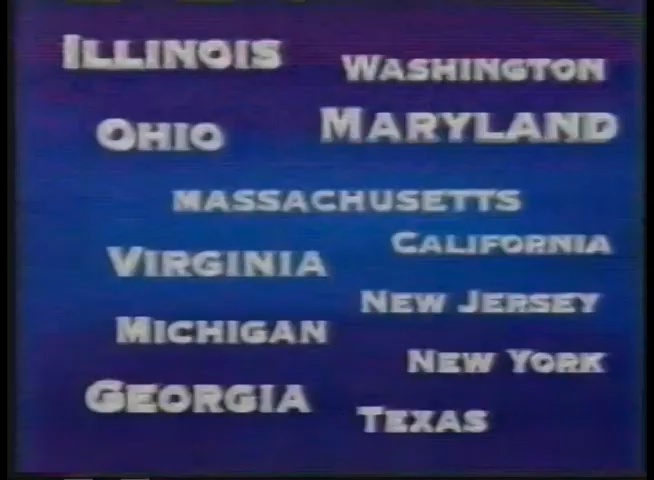 ILLINOIS
WASHINGTON
OHIO
MARYLAND
MASSACHUSETTS
VIRGINIA
CALIFORNIA
NEW JERSEY
MICHIGAN
NEW YORK
GEORGIA
TEXAS